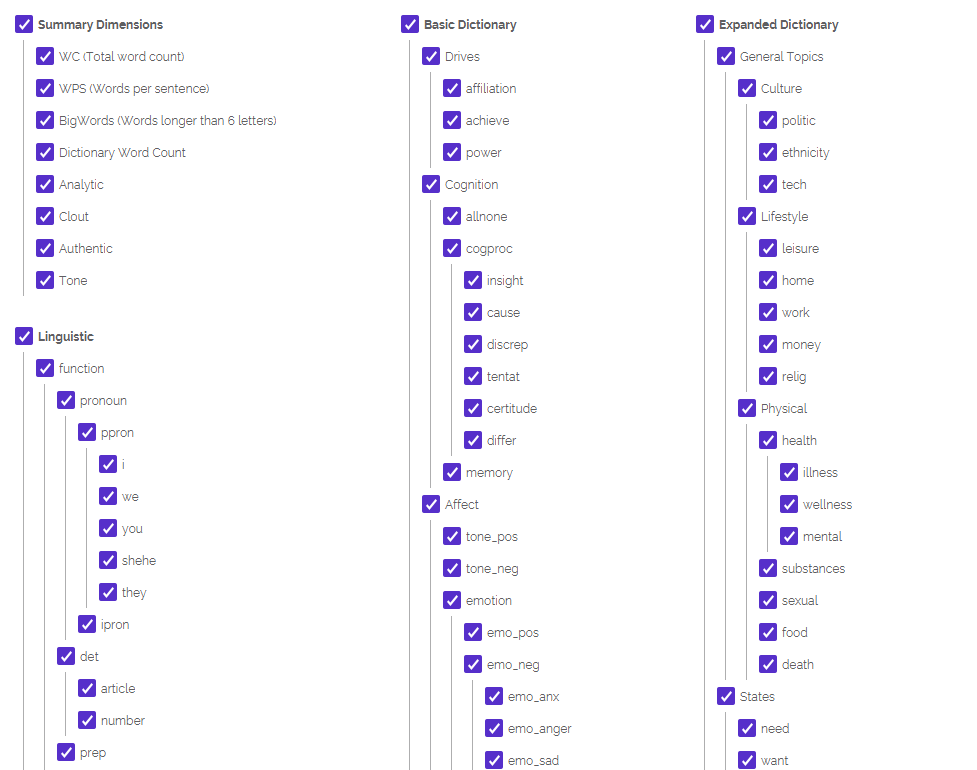 Summary Dimensions
WC (Total word count)
WPS (Words per sentence)
BigWords (Words longer than 6 letters)
Dictionary Word Count
Analytic
Clout
Authentic
Tone
Linguistic
function
pronoun
ppron
i
we
you
shehe
they
ipron
det
article
number
prep
Basic Dictionary
Drives
affiliation
achieve
power
Cognition
allnone
cogproc
insight
cause
discrep
tentat
certitude
differ
memory
Affect
tone_pos
tone_neg
emotion
emo_pos
emo_neg
emo_anx
emo_anger
emo_sad
Expanded Dictionary
General Topics
Culture
politic
ethnicity
tech
Lifestyle
leisure
home
work
money
relig
Physical
health
illness
wellness
mental
substances
sexual
food
death
States
need
want